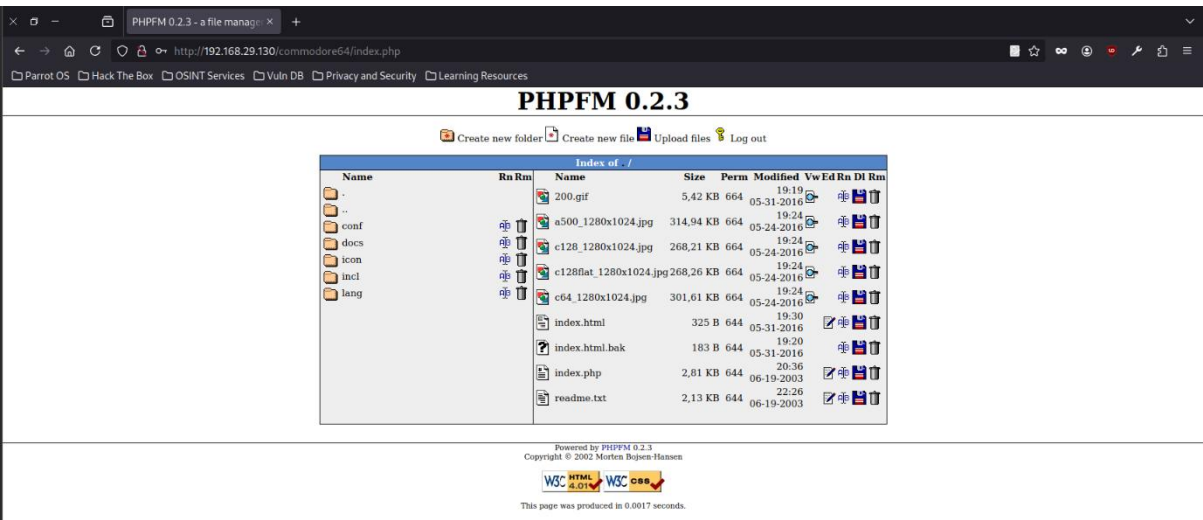 PHPFM 0.2.3 - a file manage
http://192.168.29.130/commodore64/index.php
Parrot OS Hack The Box OSINT Services Vuln DB Privacy and Security Learning Resources
PHPFM 0.2.3
Create new folder Create new file Upload files Log out
Index of . /
Name Rn Rm
.
..
conf
docs
icon
incl
lang
Name Size Perm Modified Vw Ed Rn Dl Rm
200.gif 5,42 KB 664 19:19 05-31-2016
a500_1280x1024.jpg 314,94 KB 664 19:24 05-24-2016
c128_1280x1024.jpg 268,21 KB 664 19:24 05-24-2016
c128flat_1280x1024.jpg 268,26 KB 664 19:24 05-24-2016
c64_1280x1024.jpg 301,61 KB 664 19:24 05-24-2016
index.html 325 B 644 19:30 05-31-2016
index.html.bak 183 B 644 19:20 05-31-2016
index.php 2,81 KB 644 20:36 06-19-2003
readme.txt 2,13 KB 644 22:26 06-19-2003
Powered by PHPFM 0.2.3
Copyright © 2002 Morten Bojsen-Hansen
W3C HTML 4.01 W3C css
This page was produced in 0.0017 seconds.